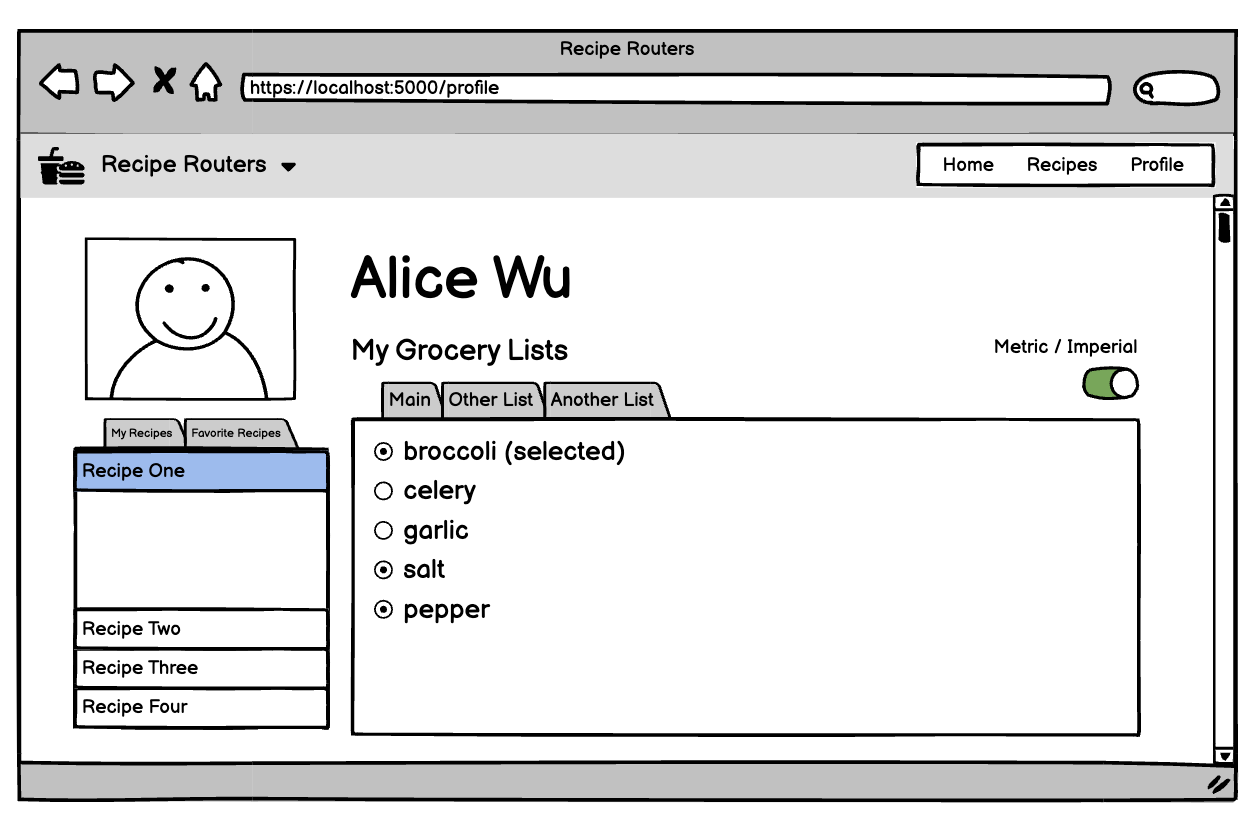 Recipe Routers
https://localhost:5000/profile
Recipe Routers
Home Recipes Profile
Alice Wu
My Grocery Lists
Metric / Imperial
Main Other List Another List
broccoli (selected)
celery
garlic
salt
pepper
My Recipes Favorite Recipes
Recipe One
Recipe Two
Recipe Three
Recipe Four